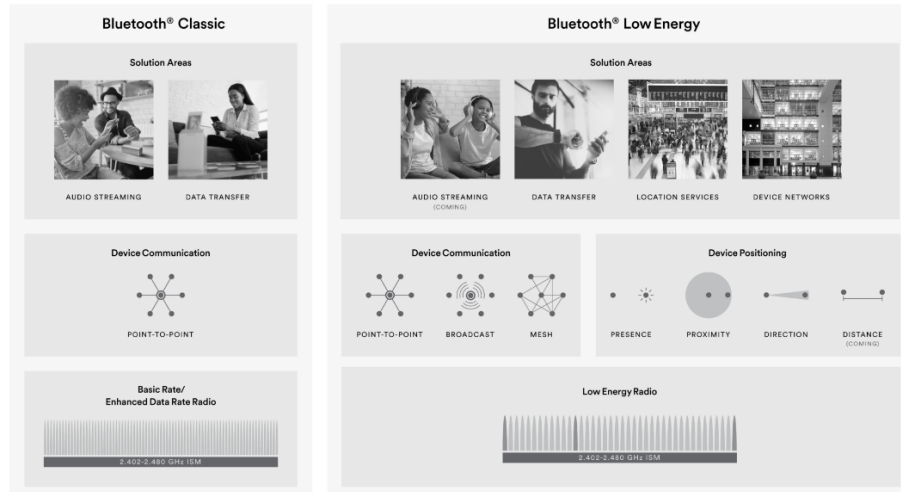 Bluetooth® Classic
Solution Areas
AUDIO STREAMING
DATA TRANSFER
Device Communication
POINT-TO-POINT
Basic Rate/
Enhanced Data Rate Radio
2.402-2.480 GHz ISM
Bluetooth® Low Energy
Solution Areas
AUDIO STREAMING
(COMING)
DATA TRANSFER
LOCATION SERVICES
DEVICE NETWORKS
Device Communication
POINT-TO-POINT
BROADCAST
MESH
Device Positioning
PRESENCE
PROXIMITY
DIRECTION
DISTANCE
(COMING)
Low Energy Radio
2.402-2.480 GHz ISM